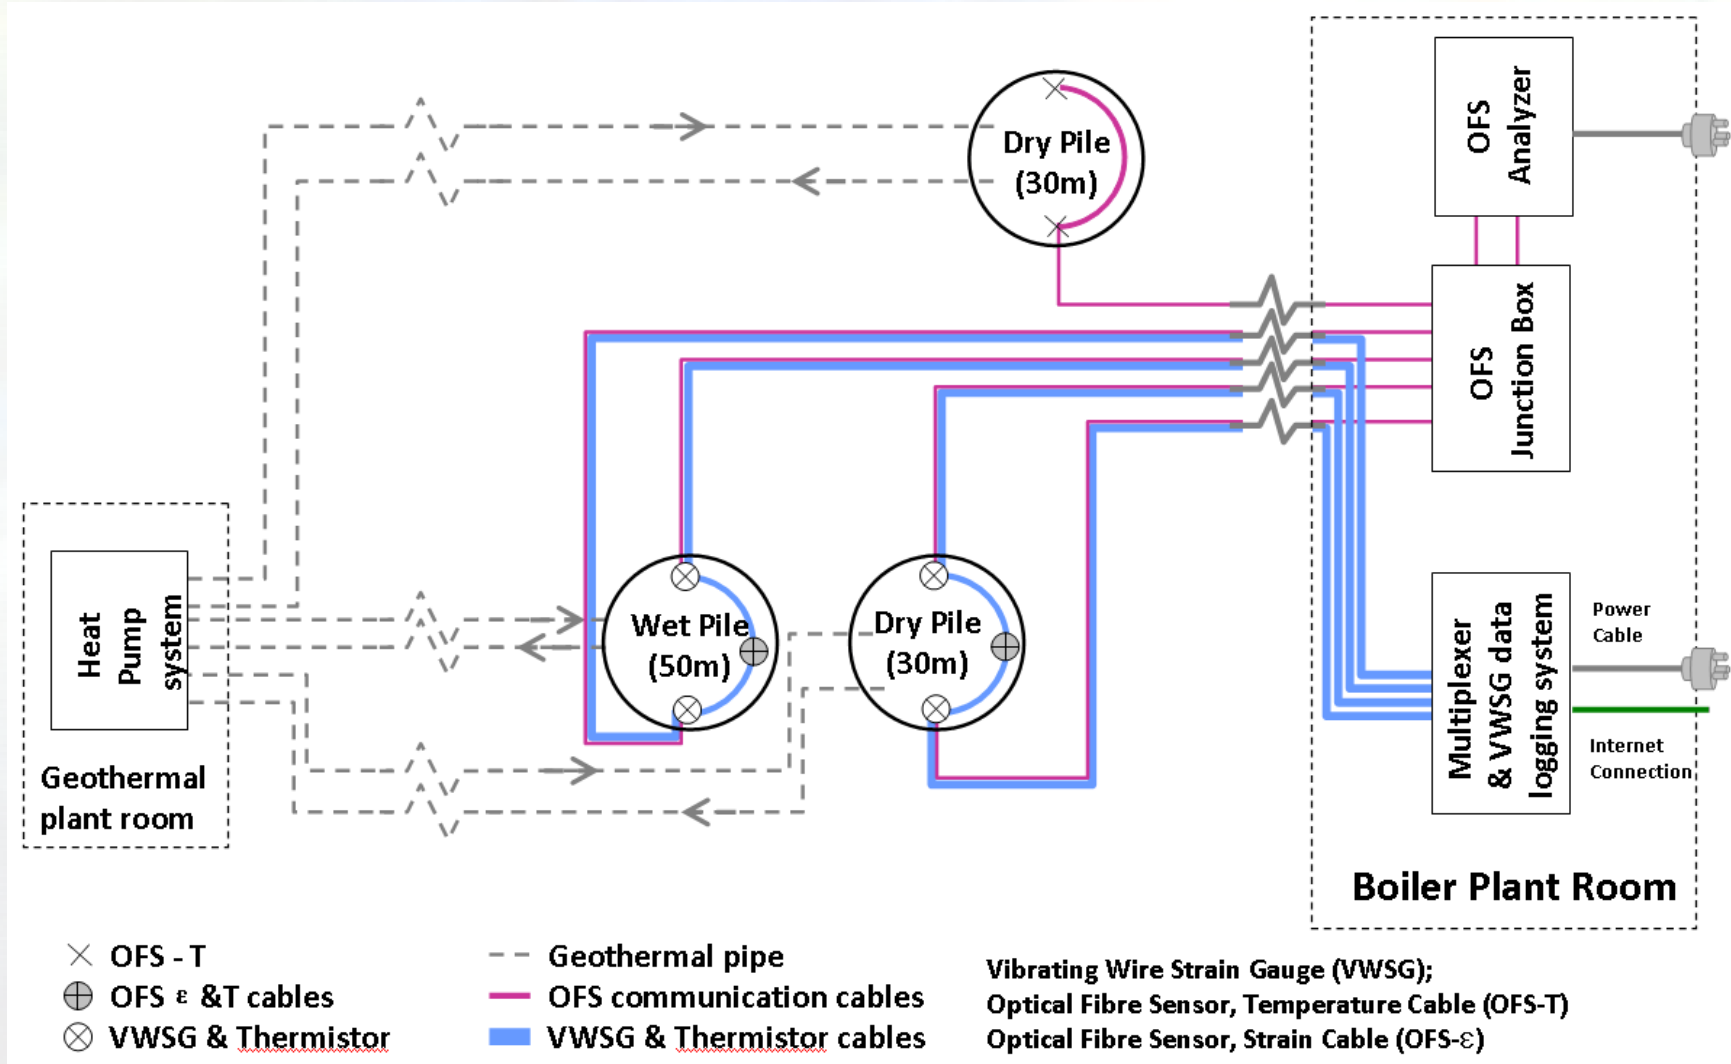 Dry Pile
(30m)
OFS
Analyzer
OFS
Junction Box
Wet Pile
(50m)
Dry Pile
(30m)
Heat
Pump
system
Geothermal
plant room
Multiplexer
& VWSG data
logging system
Power
Cable
Internet
Connection
Boiler Plant Room
OFS - T
OFS ε &T cables
VWSG & Thermistor
Geothermal pipe
OFS communication cables
VWSG & Thermistor cables
Vibrating Wire Strain Gauge (VWSG);
Optical Fibre Sensor, Temperature Cable (OFS-T)
Optical Fibre Sensor, Strain Cable (OFS-ε)